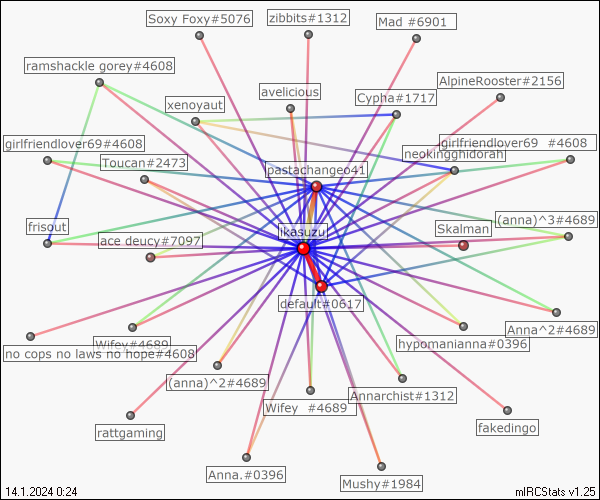 Soxy Foxy#5076
zibbits#1312
Mad #6901
ramshackle gorey#4608
AlpineRooster#2156
avelicious
xenoyaut
Cypha#1717
girlfriendlover69#4608
girlfriendlover69 #4608
neokingghidorah
Toucan#2473
pastachangeo41
(anna)^3#4689
frisout
ikasuzu
Skalman
ace deucy#7097
default#0617
Anna^2#4689
Wifey#4689
hypomanianna#0396
no cops no laws no hope#4608
(anna)^2#4689
Annarchist#1312
Wifey #4689
rattgaming
fakedingo
Anna.#0396
Mushy#1984
14.1.2024 0:24
mIRCStats v1.25